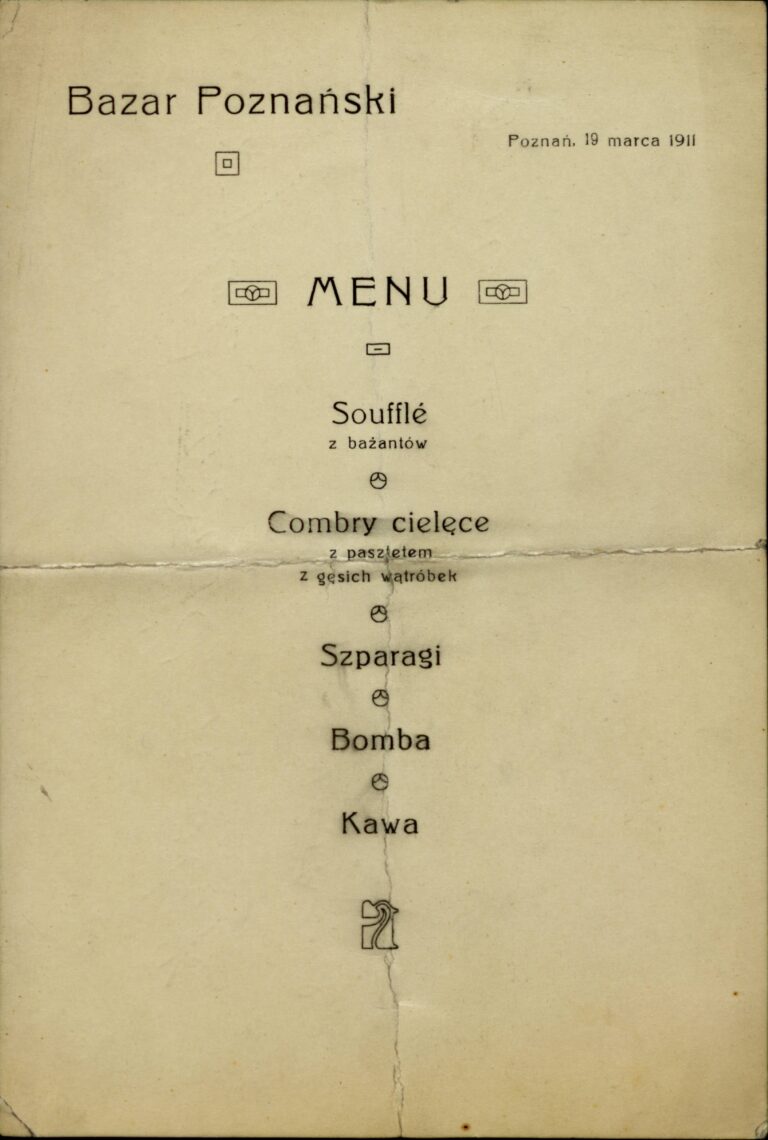 Bazar Poznański
Poznań, 19 marca 1911
MENU
Soufflé
z bażantów
Combry cielęce
z pasztetem
z gęsich wątróbek
Szparagi
Bomba
Kawa